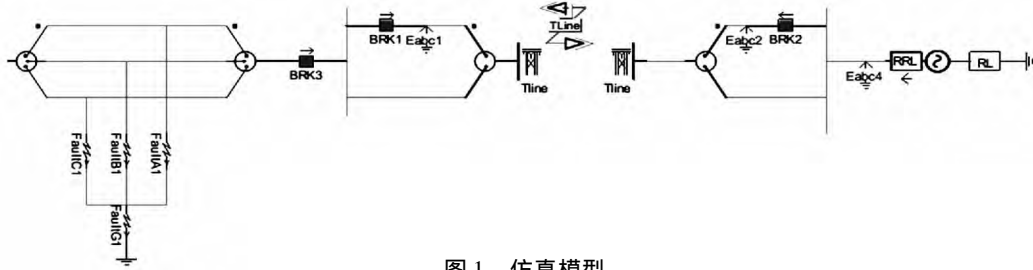 TLine
BRK1
Eabc1
Eabc2
BRK2
BRK3
Tline
Tline
Eabc4
RRL
RL
FaultC1
FaultB1
FaultA1
FaultG1
图 1 仿真模型